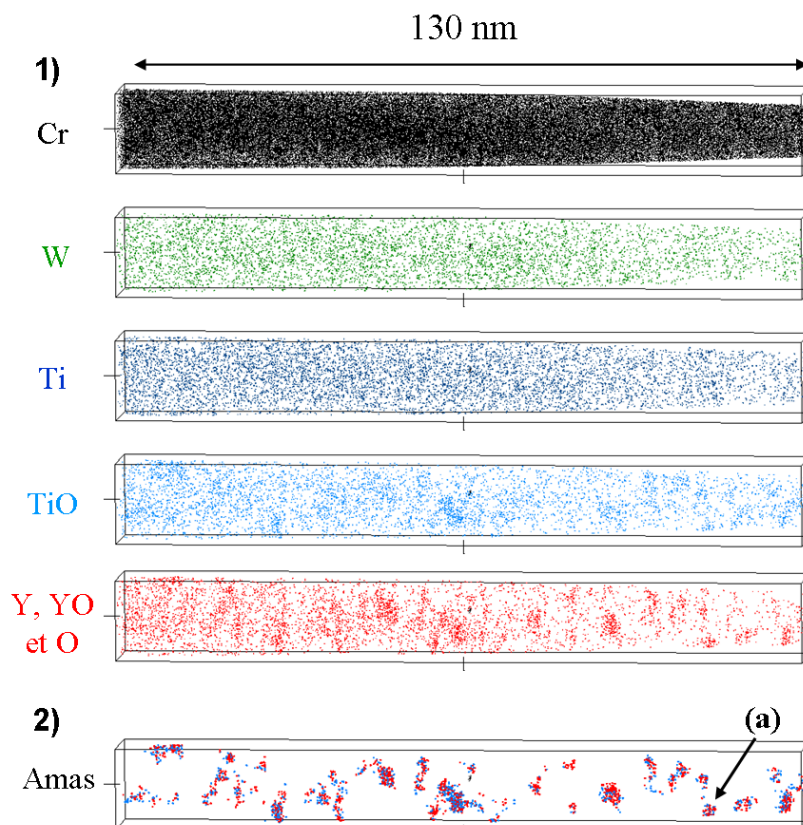 130 nm
1)
Cr
W
Ti
TiO
Y, YO
et O
2)
(a)
Amas